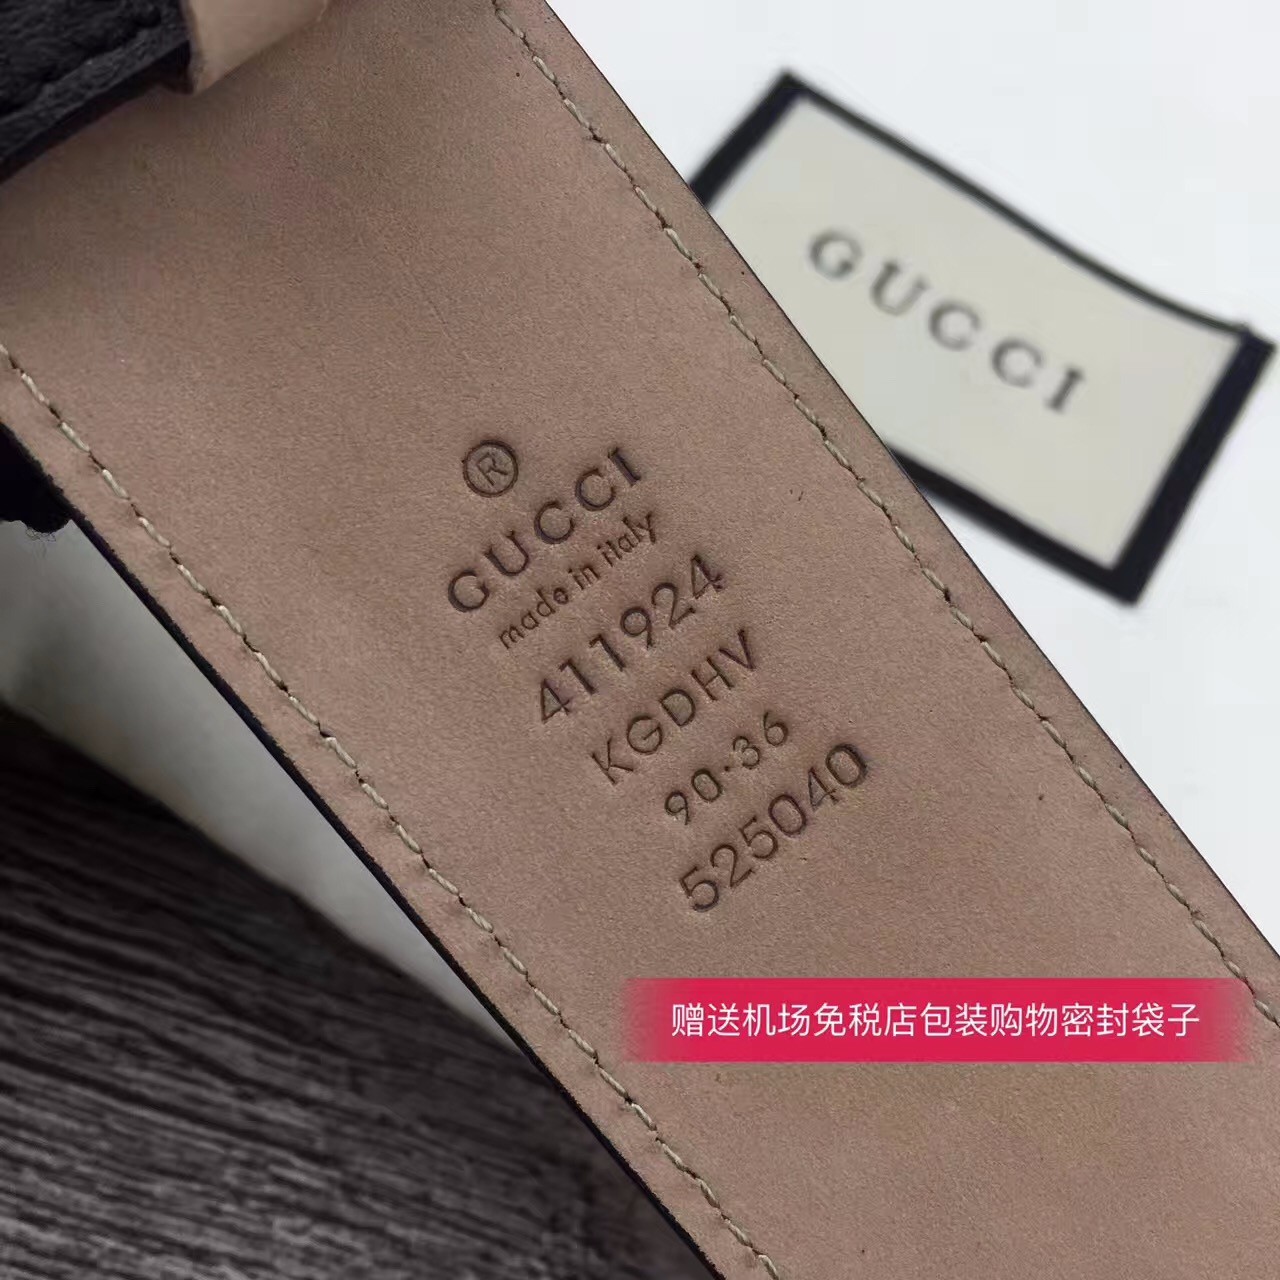 GUCCI
®
GUCCI
made in italy
411924
KGDHV
90·36
525040
赠送机场免税店包装购物密封袋子